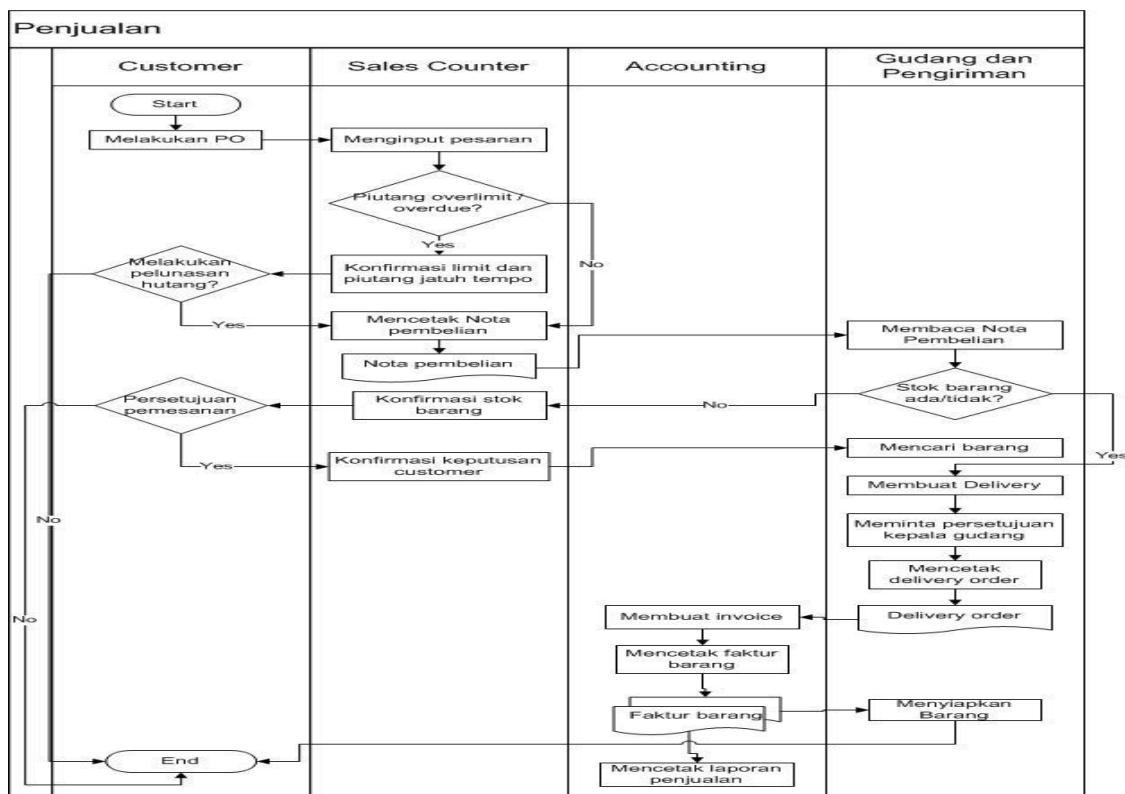 Penjualan
Customer
Sales Counter
Accounting
Gudang dan
Pengiriman
Start
Melakukan PO
Menginput pesanan
Piutang overlimit /
overdue?
Yes
No
Melakukan
pelunasan
hutang?
Konfirmasi limit dan
piutang jatuh tempo
Yes
Mencetak Nota
pembelian
Membaca Nota
Pembelian
Nota pembelian
Stok barang
ada/tidak?
Persetujuan
pemesanan
Konfirmasi stok
barang
No
Yes
Konfirmasi keputusan
customer
Mencari barang
Yes
Membuat Delivery
No
Meminta persetujuan
kepala gudang
Mencetak
delivery order
No
Membuat invoice
Delivery order
Mencetak faktur
barang
Faktur barang
Menyiapkan
Barang
End
Mencetak laporan
penjualan